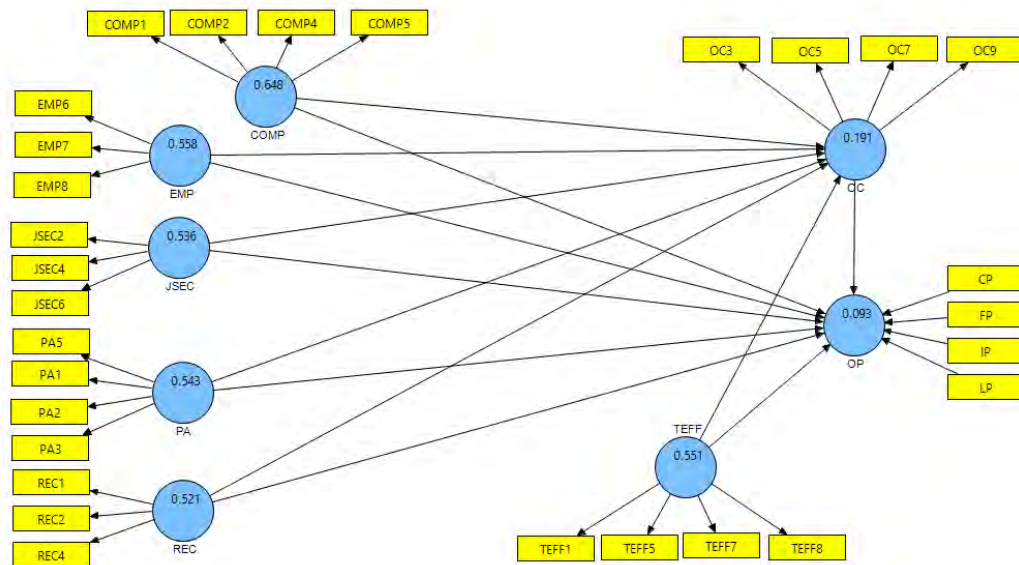 COMP1
COMP2
COMP4
COMP5
0.648
COMP
EMP6
EMP7
EMP8
0.558
EMP
JSEC2
JSEC4
JSEC6
0.536
JSEC
PA5
PA1
PA2
PA3
0.543
PA
REC1
REC2
REC4
0.521
REC
OC3
OC5
OC7
OC9
0.191
OC
CP
FP
IP
LP
0.093
OP
TEFF
0.551
TEFF1
TEFF5
TEFF7
TEFF8